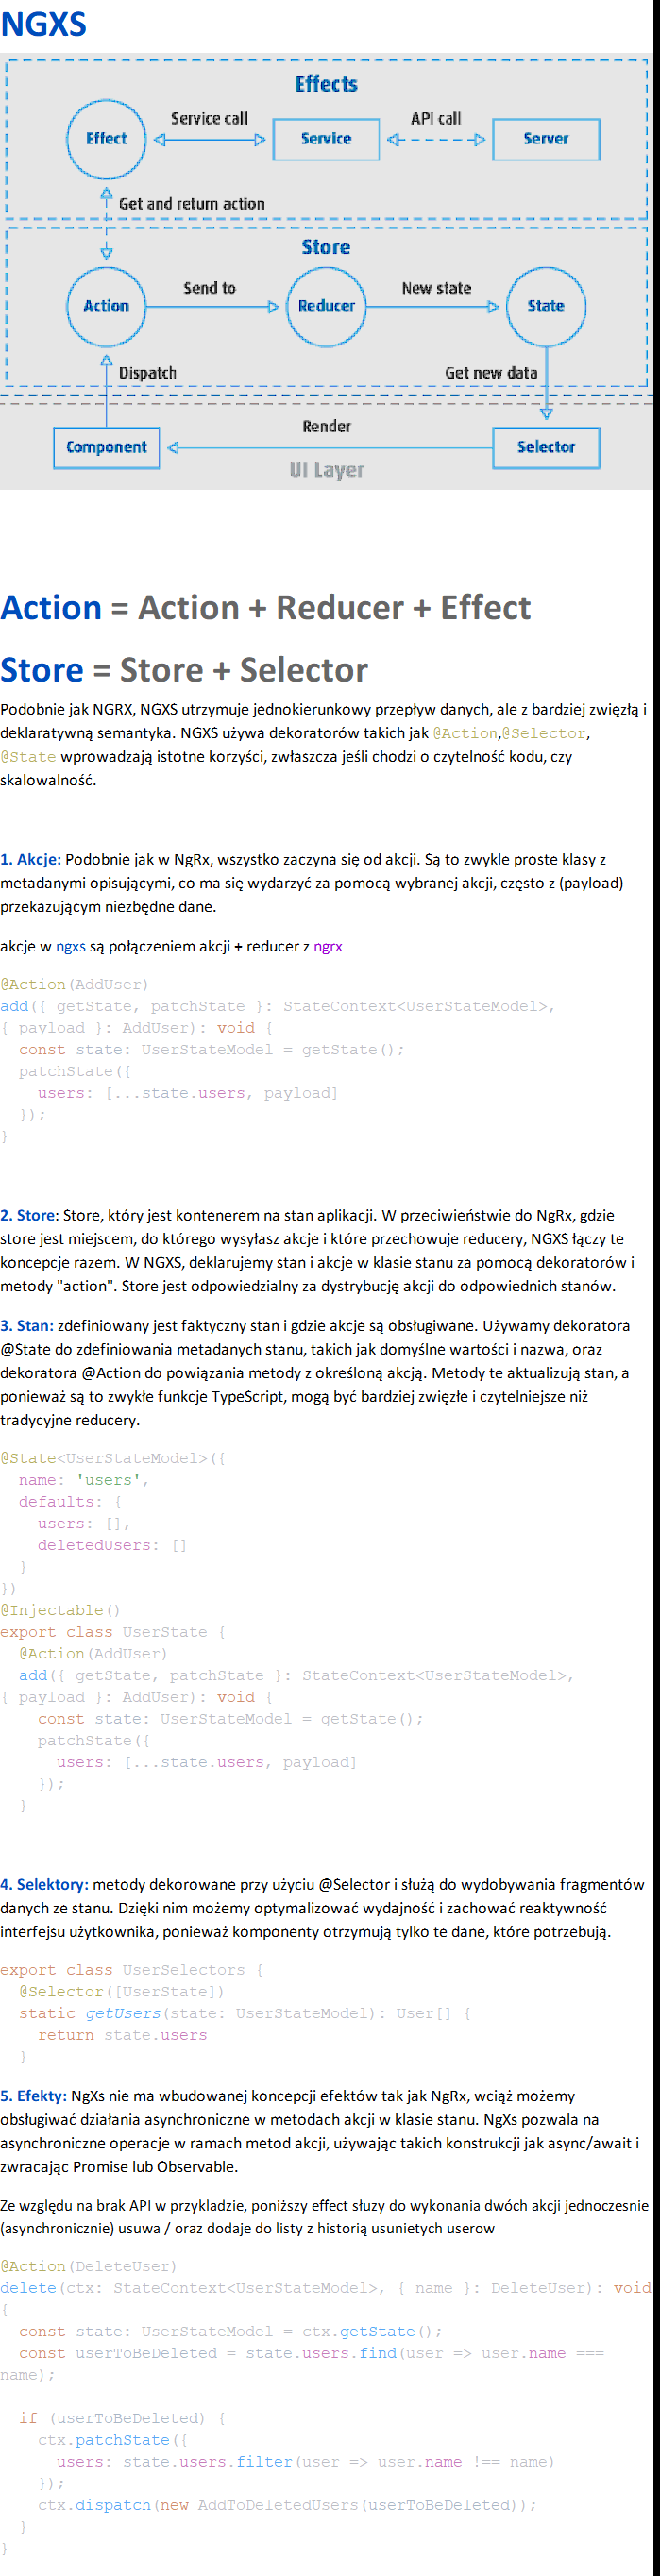 NGXS
Effects
Effect
Service call
Service
API call
Server
Get and return action
Store
Action
Send to
Reducer
New state
State
Dispatch
Get new data
Component
Render
Selector
UI Layer
Action = Action + Reducer + Effect
Store = Store + Selector
Podobnie jak NGRX, NGXS utrzymuje jednokierunkowy przepływ danych, ale z bardziej zwięzłą i
deklaratywną semantyka. NGXS używa dekoratorów takich jak @Action,@Selector,
@State wprowadzają istotne korzyści, zwłaszcza jeśli chodzi o czytelność kodu, czy
skalowalność.
1. Akcje: Podobnie jak w NgRx, wszystko zaczyna się od akcji. Są to zwykle proste klasy z
metadanymi opisującymi, co ma się wydarzyć za pomocą wybranej akcji, często z (payload)
przekazującym niezbędne dane.
akcje w ngxs są połączeniem akcji + reducer z ngrx
@Action(AddUser)
add({ getState, patchState }: StateContext<UserStateModel>,
{ payload }: AddUser): void {
  const state: UserStateModel = getState();
  patchState({
    users: [...state.users, payload]
  });
}
2. Store: Store, który jest kontenerem na stan aplikacji. W przeciwieństwie do NgRx, gdzie
store jest miejscem, do którego wysyłasz akcje i które przechowuje reducery, NGXS łączy te
koncepcje razem. W NGXS, deklarujemy stan i akcje w klasie stanu za pomocą dekoratorów i
metody "action". Store jest odpowiedzialny za dystrybucję akcji do odpowiednich stanów.
3. Stan: zdefiniowany jest faktyczny stan i gdzie akcje są obsługiwane. Używamy dekoratora
@State do zdefiniowania metadanych stanu, takich jak domyślne wartości i nazwa, oraz
dekoratora @Action do powiązania metody z określoną akcją. Metody te aktualizują stan, a
ponieważ są to zwykłe funkcje TypeScript, mogą być bardziej zwięzłe i czytelniejsze niż
tradycyjne reducery.
@State<UserStateModel>({
  name: 'users',
  defaults: {
    users: [],
    deletedUsers: []
  }
})
@Injectable()
export class UserState {
  @Action(AddUser)
  add({ getState, patchState }: StateContext<UserStateModel>,
{ payload }: AddUser): void {
    const state: UserStateModel = getState();
    patchState({
      users: [...state.users, payload]
    });
  }
4. Selektory: metody dekorowane przy użyciu @Selector i służą do wydobywania fragmentów
danych ze stanu. Dzięki nim możemy optymalizować wydajność i zachować reaktywność
interfejsu użytkownika, ponieważ komponenty otrzymują tylko te dane, które potrzebują.
export class UserSelectors {
  @Selector([UserState])
  static getUsers(state: UserStateModel): User[] {
    return state.users
  }
5. Efekty: NgXs nie ma wbudowanej koncepcji efektów tak jak NgRx, wciąż możemy
obsługiwać działania asynchroniczne w metodach akcji w klasie stanu. NgXs pozwala na
asynchroniczne operacje w ramach metod akcji, używając takich konstrukcji jak async/await i
zwracając Promise lub Observable.
Ze względu na brak API w przykladzie, poniższy effect słuzy do wykonania dwóch akcji jednoczesnie
(asynchronicznie) usuwa / oraz dodaje do listy z historią usunietych userow
@Action(DeleteUser)
delete(ctx: StateContext<UserStateModel>, { name }: DeleteUser): void
{
  const state: UserStateModel = ctx.getState();
  const userToBeDeleted = state.users.find(user => user.name ===
name);
  if (userToBeDeleted) {
    ctx.patchState({
      users: state.users.filter(user => user.name !== name)
    });
    ctx.dispatch(new AddToDeletedUsers(userToBeDeleted));
  }
}